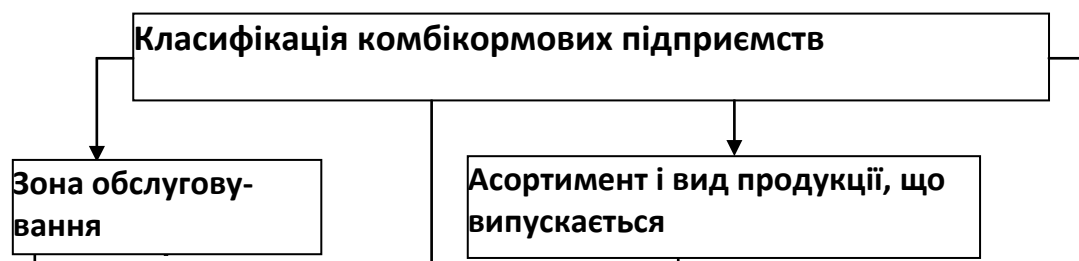 Класифікація комбікормових підприємств
Зона обслугову-
вання
Асортимент і вид продукції, що
випускається